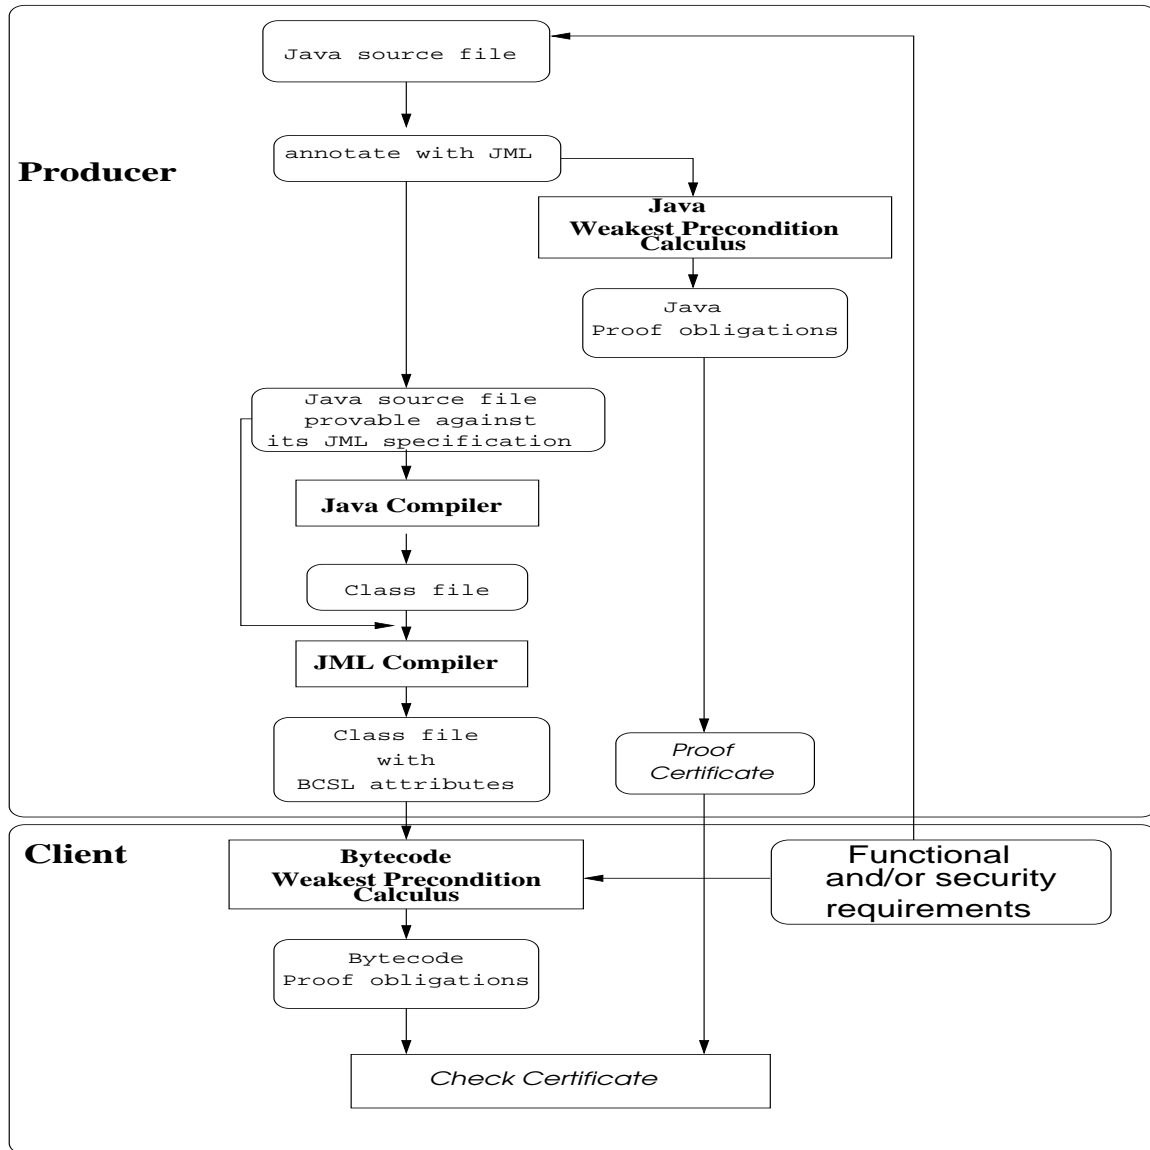 Java source file
annotate with JML
Producer
Java
Weakest Precondition
Calculus
Java
Proof obligations
Java source file
provable against
its JML specification
Java Compiler
Class file
JML Compiler
Class file
with
BCSL attributes
Proof
Certificate
Client
Bytecode
Weakest Precondition
Calculus
Functional
and/or security
requirements
Bytecode
Proof obligations
Check Certificate